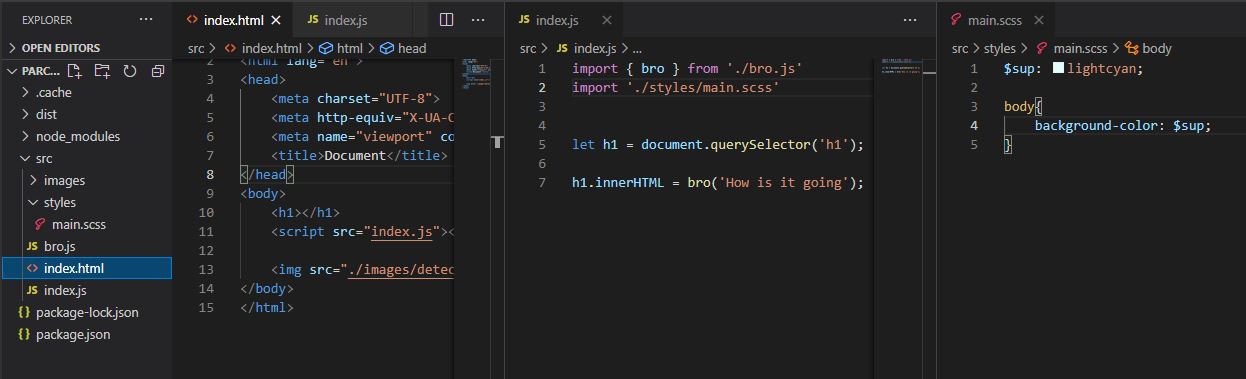 EXPLORER
OPEN EDITORS
PARC...
.cache
dist
node_modules
src
images
styles
main.scss
JS bro.js
<> index.html
JS index.js
{} package-lock.json
{} package.json
<> index.html
JS index.js
src > <> index.html > html > head
2 <html lang="en">
3 <head>
4 <meta charset="UTF-8">
5 <meta http-equiv="X-UA-C
6 <meta name="viewport" co
7 <title>Document</title>
8 </head>
9 <body>
10 <h1></h1>
11 <script src="index.js"><
12
13 <img src="./images/detec
14 </body>
15 </html>
JS index.js
src > JS index.js > ...
1 import { bro } from './bro.js'
2 import './styles/main.scss'
3
4
5 let h1 = document.querySelector('h1');
6
7 h1.innerHTML = bro('How is it going');
main.scss
src > styles > main.scss > body
1 $sup: lightcyan;
2
3 body{
4 background-color: $sup;
5 }